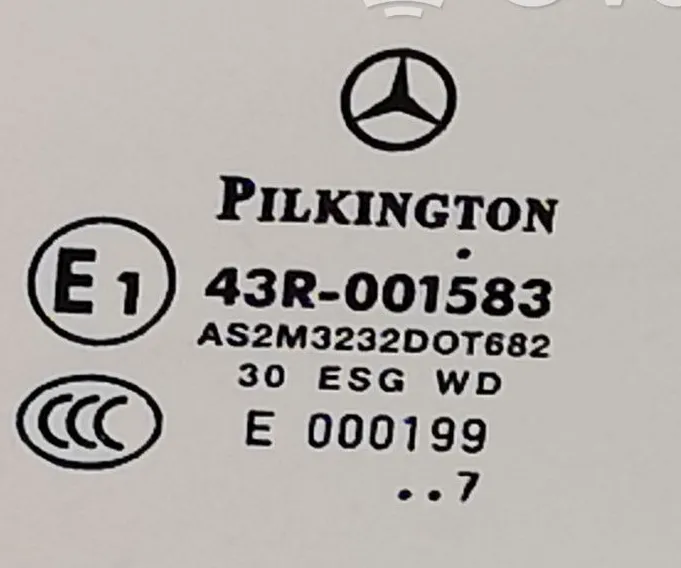 PILKINGTON
E1
43R-001583
AS2M3232DOT682
30 ESG WD
CCC
E 000199
..7